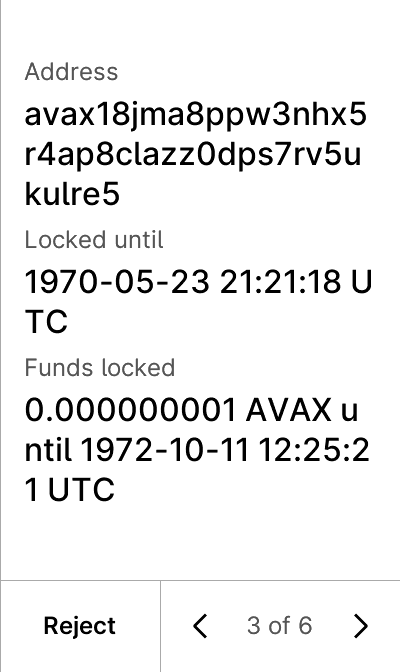 Address
avax18jma8ppw3nhx5
r4ap8clazz0dps7rv5u
kulre5
Locked until
1970-05-23 21:21:18 U
TC
Funds locked
0.000000001 AVAX u
ntil 1972-10-11 12:25:2
1 UTC
Reject
3 of 6